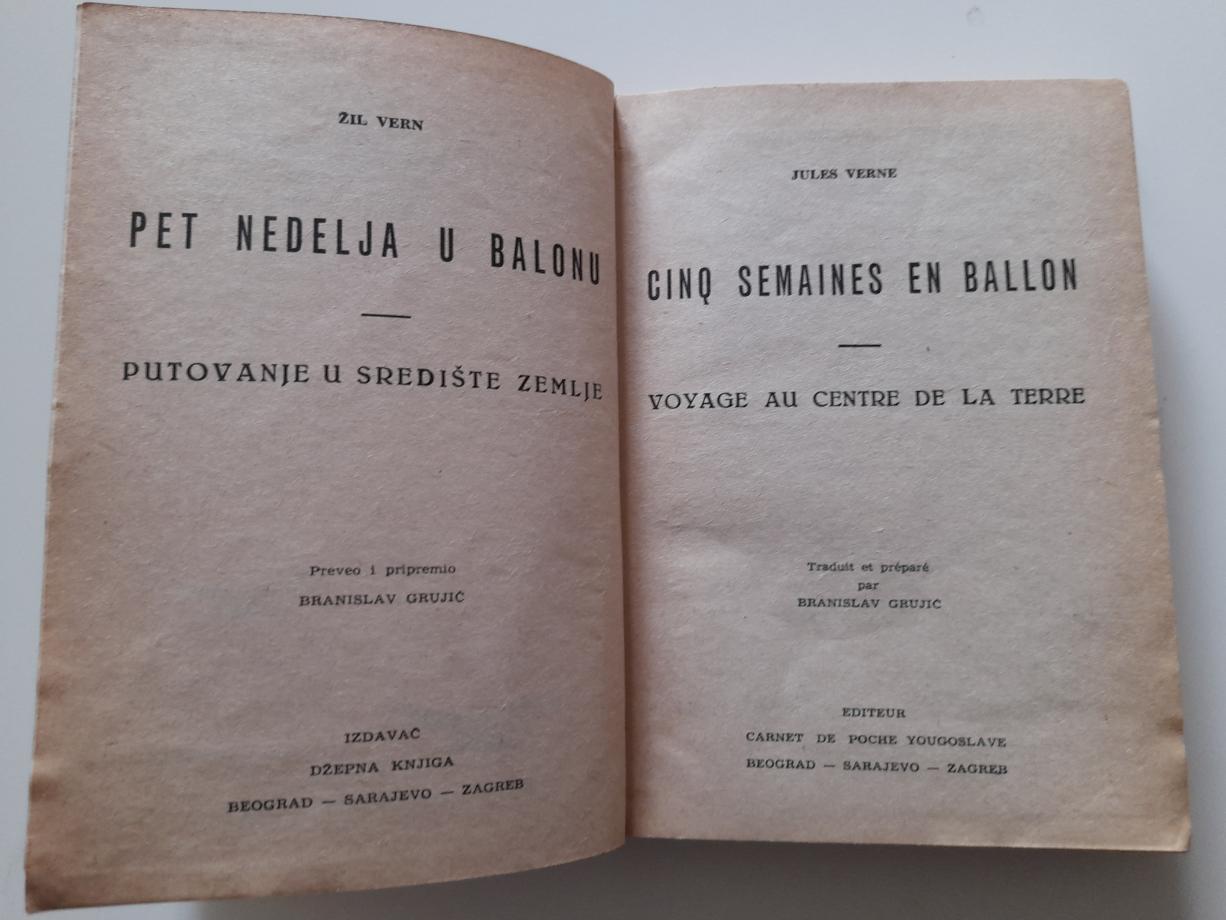 ŽIL VERN
PET NEDELJA U BALONU
PUTOVANJE U SREDIŠTE ZEMLJE
Preveo i pripremio
BRANISLAV GRUJIĆ
IZDAVAČ
DŽEPNA KNJIGA
BEOGRAD — SARAJEVO — ZAGREB
JULES VERNE
CINQ SEMAINES EN BALLON
VOYAGE AU CENTRE DE LA TERRE
Traduit et préparé
par
BRANISLAV GRUJIĆ
EDITEUR
CARNET DE POCHE YOUGOSLAVE
BEOGRAD — SARAJEVO — ZAGREB